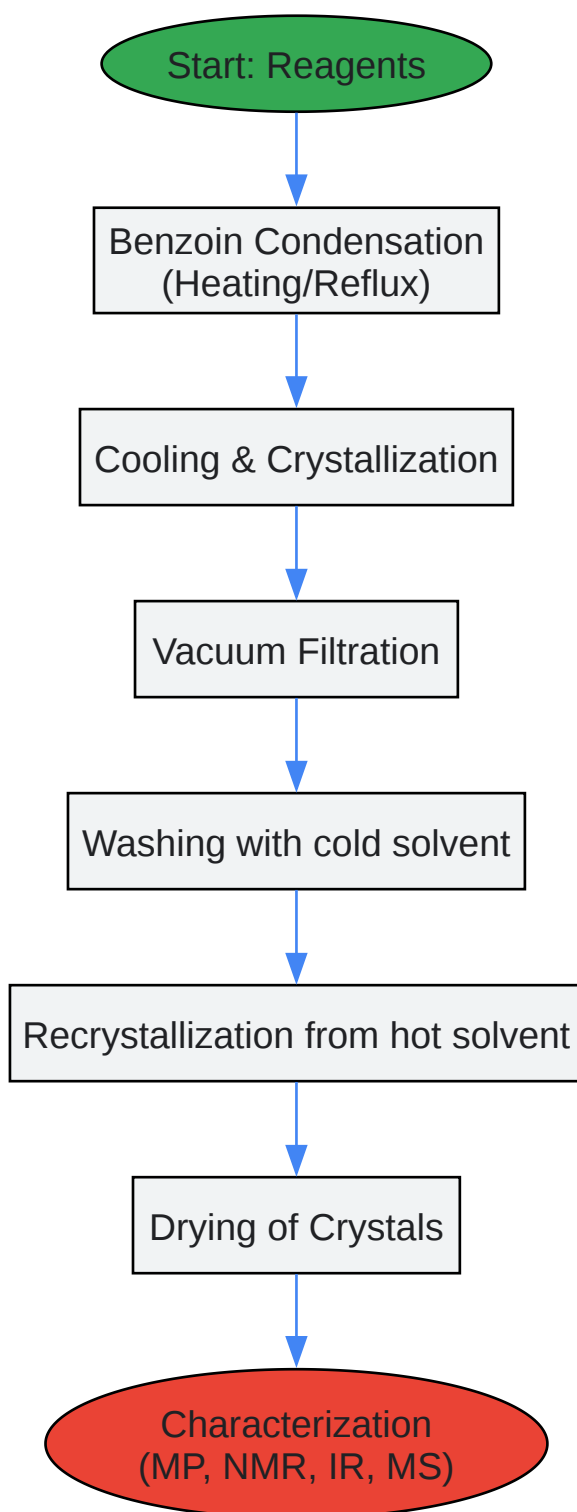 Start: Reagents
Benzoin Condensation
(Heating/Reflux)
Cooling & Crystallization
Vacuum Filtration
Washing with cold solvent
Recrystallization from hot solvent
Drying of Crystals
Characterization
(MP, NMR, IR, MS)